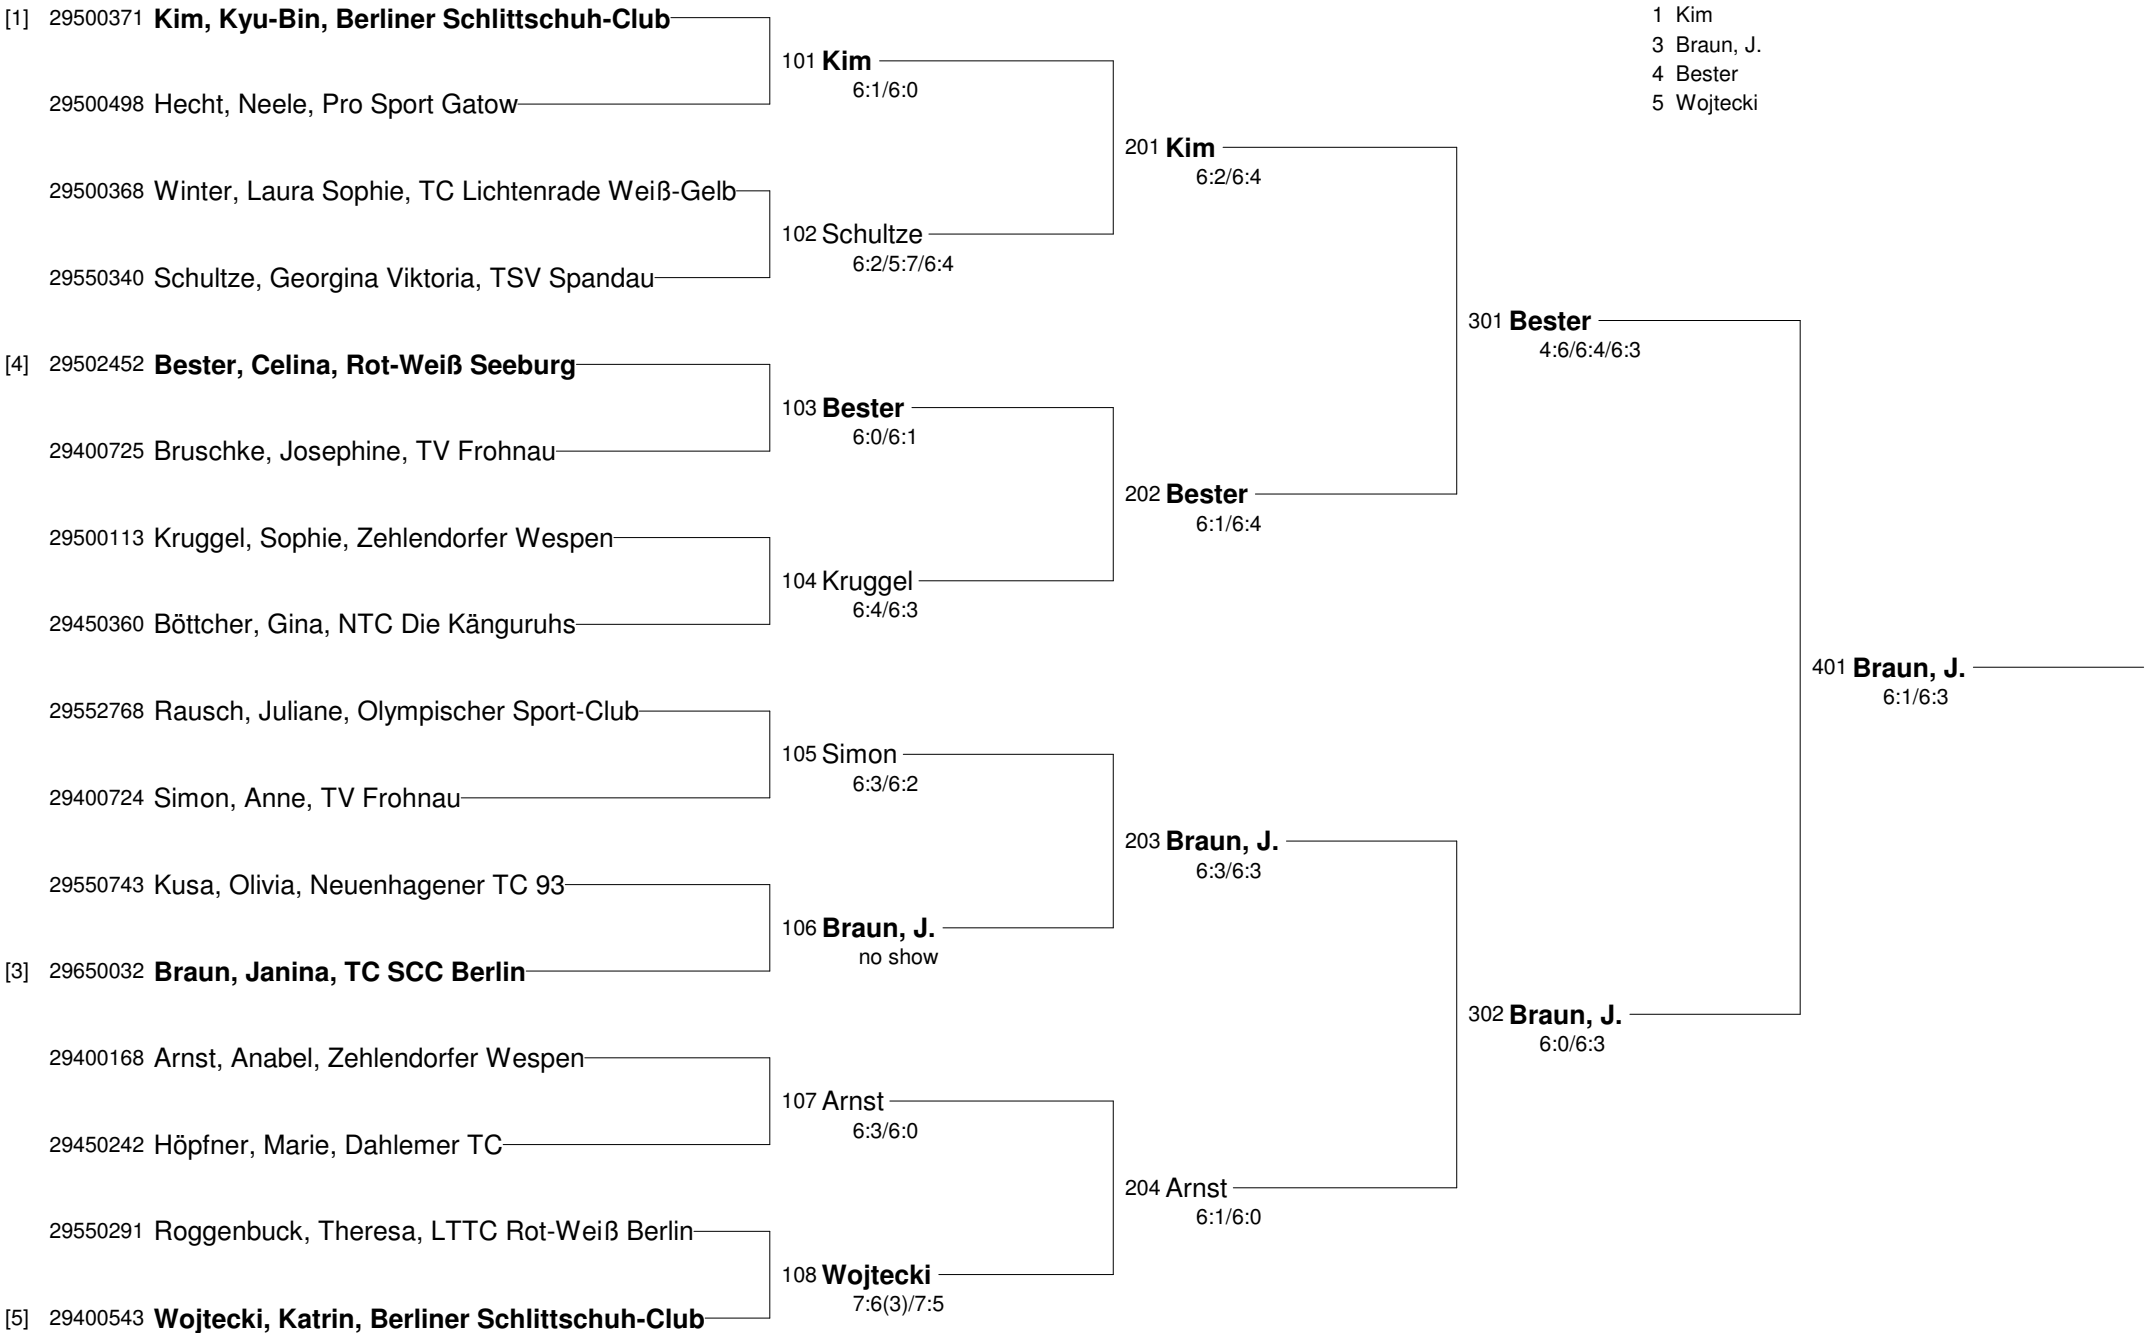 [1] 29500371 Kim, Kyu-Bin, Berliner Schlittschuh-Club
29500498 Hecht, Neele, Pro Sport Gatow
29500368 Winter, Laura Sophie, TC Lichtenrade Weiß-Gelb
29550340 Schultze, Georgina Viktoria, TSV Spandau
[4] 29502452 Bester, Celina, Rot-Weiß Seeburg
29400725 Bruschke, Josephine, TV Frohnau
29500113 Kruggel, Sophie, Zehlendorfer Wespen
29450360 Böttcher, Gina, NTC Die Känguruhs
29552768 Rausch, Juliane, Olympischer Sport-Club
29400724 Simon, Anne, TV Frohnau
29550743 Kusa, Olivia, Neuenhagener TC 93
[3] 29650032 Braun, Janina, TC SCC Berlin
29400168 Arnst, Anabel, Zehlendorfer Wespen
29450242 Höpfner, Marie, Dahlemer TC
29550291 Roggenbuck, Theresa, LTTC Rot-Weiß Berlin
[5] 29400543 Wojtecki, Katrin, Berliner Schlittschuh-Club
101 Kim
6:1/6:0
102 Schultze
6:2/5:7/6:4
103 Bester
6:0/6:1
104 Kruggel
6:4/6:3
105 Simon
6:3/6:2
106 Braun, J.
no show
107 Arnst
6:3/6:0
108 Wojtecki
7:6(3)/7:5
201 Kim
6:2/6:4
202 Bester
6:1/6:4
203 Braun, J.
6:3/6:3
204 Arnst
6:1/6:0
301 Bester
4:6/6:4/6:3
302 Braun, J.
6:0/6:3
401 Braun, J.
6:1/6:3
1 Kim
3 Braun, J.
4 Bester
5 Wojtecki